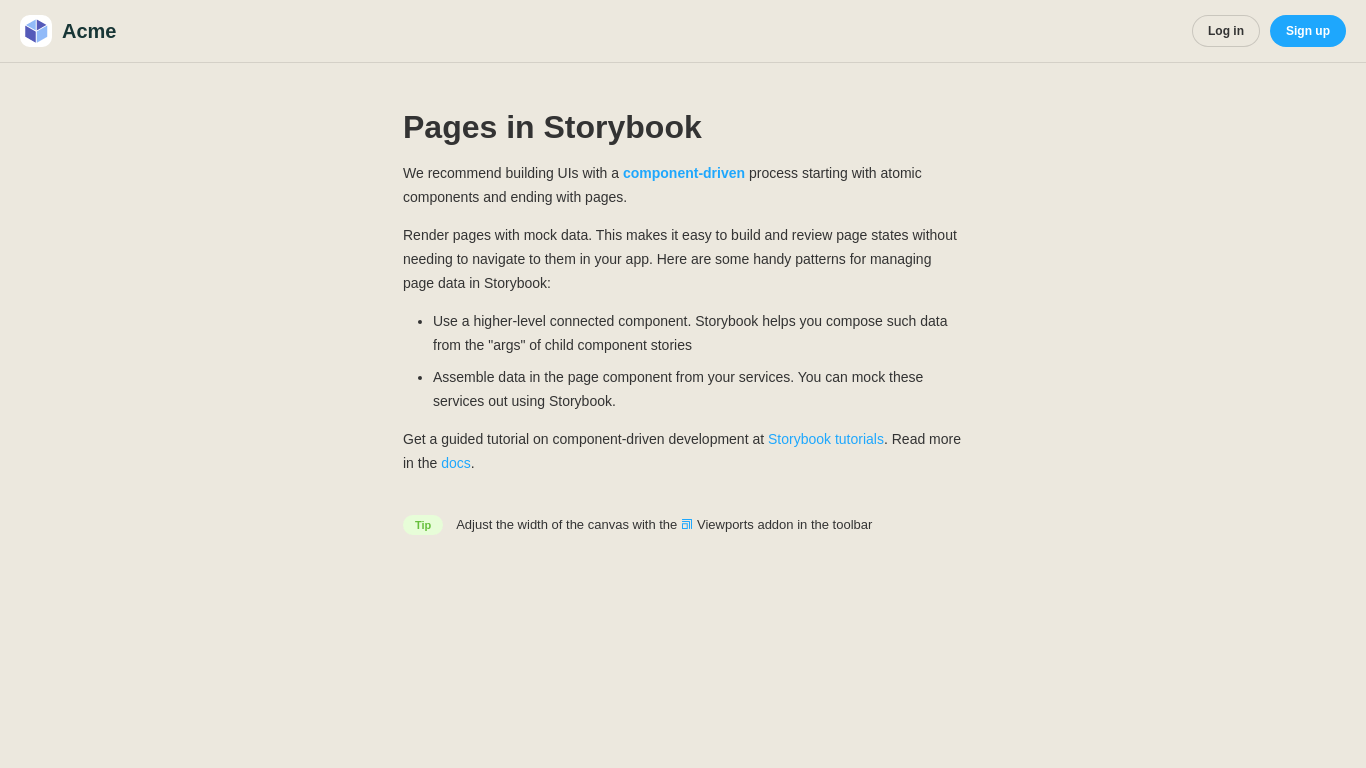 Acme
Log in
Sign up
Pages in Storybook
We recommend building UIs with a component-driven process starting with atomic
components and ending with pages.
Render pages with mock data. This makes it easy to build and review page states without
needing to navigate to them in your app. Here are some handy patterns for managing
page data in Storybook:
Use a higher-level connected component. Storybook helps you compose such data
from the "args" of child component stories
Assemble data in the page component from your services. You can mock these
services out using Storybook.
Get a guided tutorial on component-driven development at Storybook tutorials. Read more
in the docs.
Tip
Adjust the width of the canvas with the Viewports addon in the toolbar